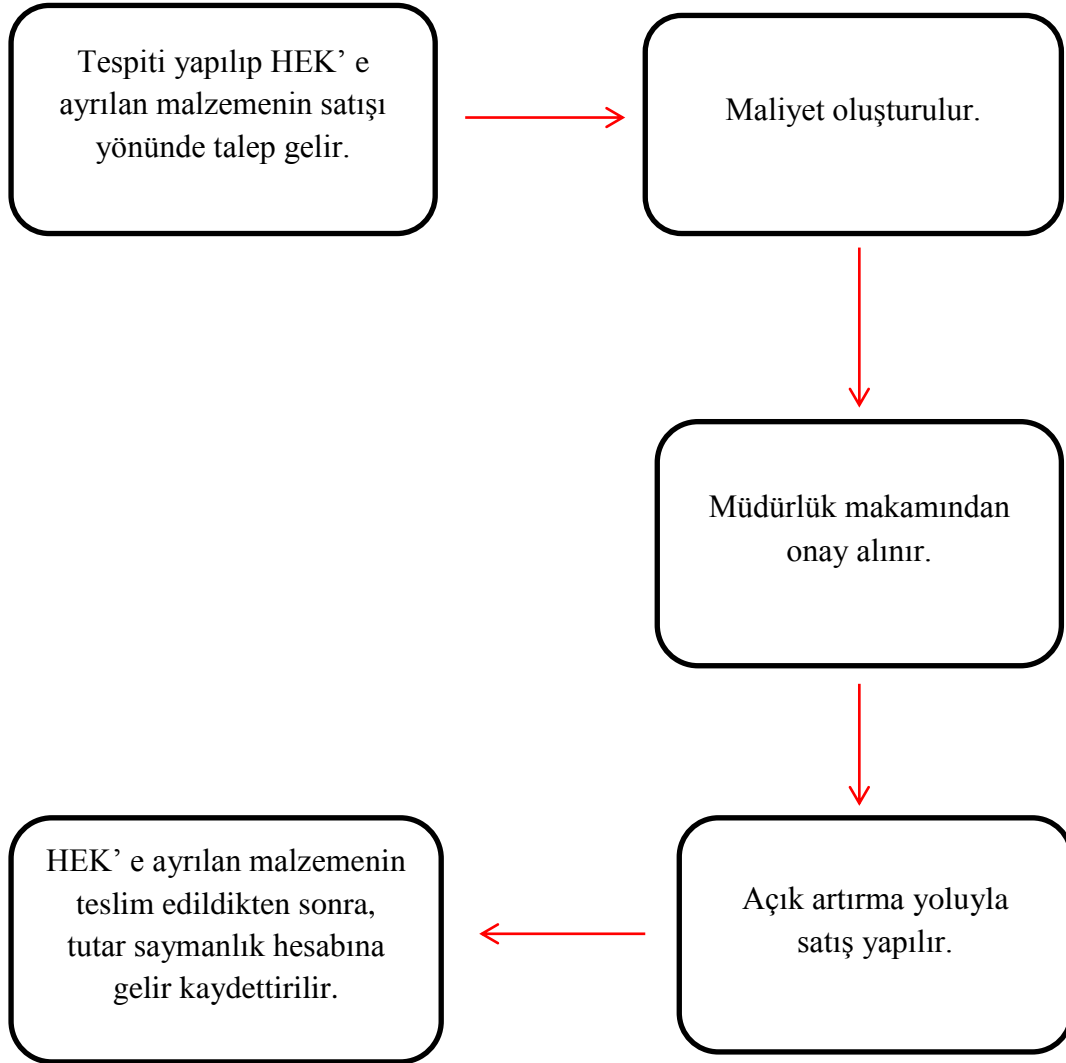 Tespiti yapılıp HEK’ e
ayrılan malzemenin satışı
yönünde talep gelir.
Maliyet oluşturulur.
Müdürlük makamından
onay alınır.
Açık artırma yoluyla
satış yapılır.
HEK’ e ayrılan malzemenin
teslim edildikten sonra,
tutar saymanlık hesabına
gelir kaydettirilir.